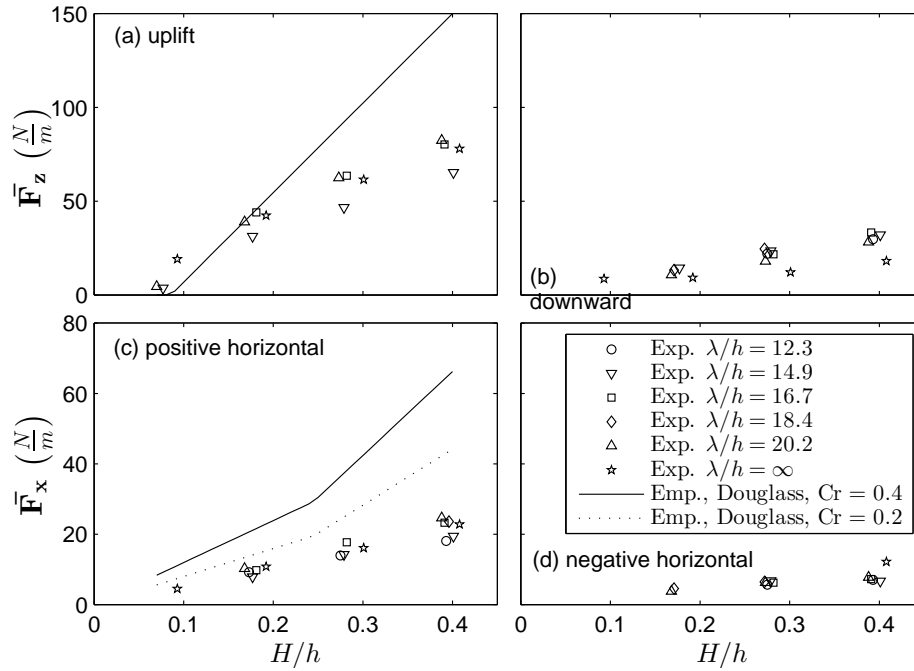 150
100
50
0
F̄z (N/m)
(a) uplift
(b)
downward
80
60
40
20
0
F̄x (N/m)
(c) positive horizontal
0
0.1
0.2
0.3
0.4
H/h
Exp. λ/h = 12.3
Exp. λ/h = 14.9
Exp. λ/h = 16.7
Exp. λ/h = 18.4
Exp. λ/h = 20.2
Exp. λ/h = ∞
Emp., Douglass, Cr = 0.4
Emp., Douglass, Cr = 0.2
(d) negative horizontal
0
0.1
0.2
0.3
0.4
H/h